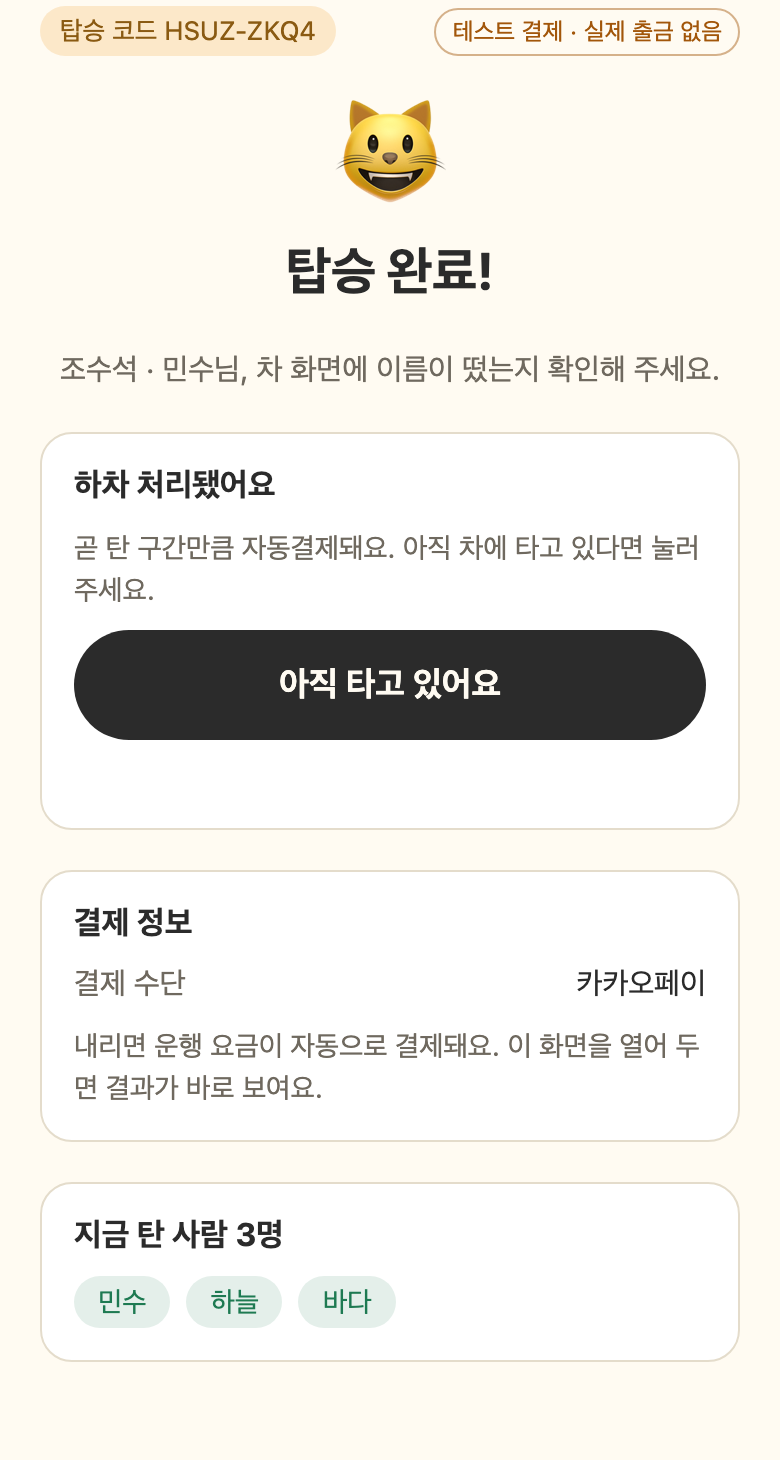 탑승 코드 HSUZ-ZKQ4
테스트 결제 · 실제 출금 없음
탑승 완료!
조수석 · 민수님, 차 화면에 이름이 떴는지 확인해 주세요.
하차 처리됐어요
곧 탄 구간만큼 자동결제돼요. 아직 차에 타고 있다면 눌러
주세요.
아직 타고 있어요
결제 정보
결제 수단 카카오페이
내리면 운행 요금이 자동으로 결제돼요. 이 화면을 열어 두
면 결과가 바로 보여요.
지금 탄 사람 3명
민수 하늘 바다